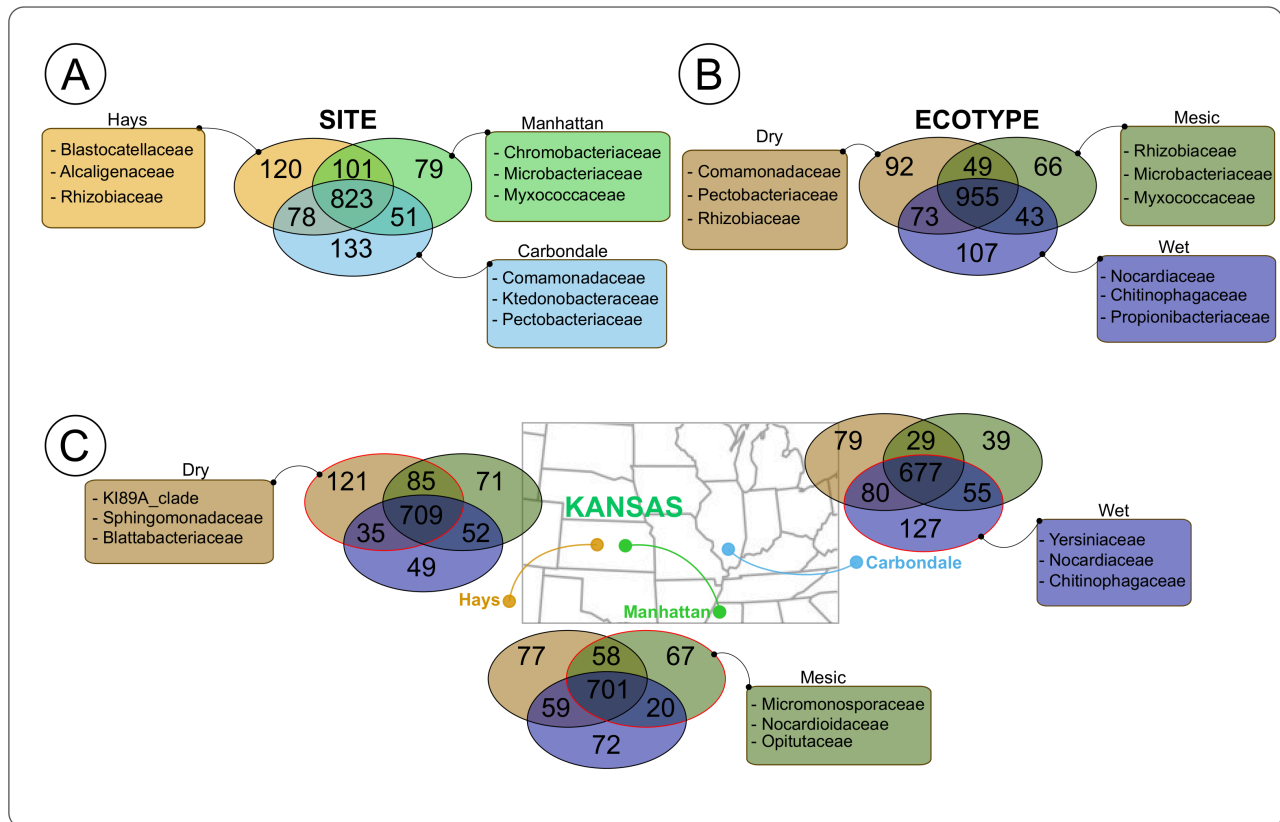 A
SITE
Hays
- Blastocatellaceae
- Alcaligenaceae
- Rhizobiaceae
120
101
79
823
78
51
133
Manhattan
- Chromobacteriaceae
- Microbacteriaceae
- Myxococcaceae
Carbondale
- Comamonadaceae
- Ktedonobacteraceae
- Pectobacteriaceae
B
ECOTYPE
Dry
- Comamonadaceae
- Pectobacteriaceae
- Rhizobiaceae
92
49
66
955
73
43
107
Mesic
- Rhizobiaceae
- Microbacteriaceae
- Myxococcaceae
Wet
- Nocardiaceae
- Chitinophagaceae
- Propionibacteriaceae
C
Dry
- KI89A_clade
- Sphingomonadaceae
- Blattabacteriaceae
121
85
71
709
35
52
49
KANSAS
Hays
Manhattan
Carbondale
79
29
39
677
80
55
127
Wet
- Yersiniaceae
- Nocardiaceae
- Chitinophagaceae
77
58
67
701
59
20
72
Mesic
- Micromonosporaceae
- Nocardioidaceae
- Opitutaceae